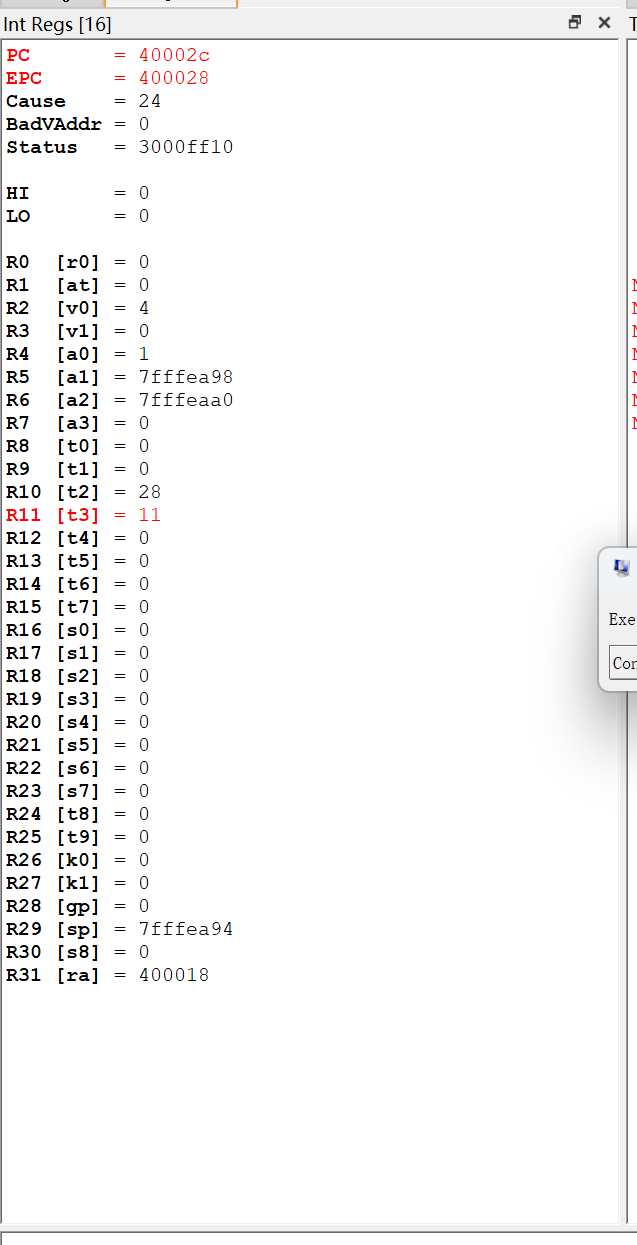 Int Regs [16]
PC = 40002c
EPC = 400028
Cause = 24
BadVAddr = 0
Status = 3000ff10
HI = 0
LO = 0
R0 [r0] = 0
R1 [at] = 0
R2 [v0] = 4
R3 [v1] = 0
R4 [a0] = 1
R5 [a1] = 7fffea98
R6 [a2] = 7fffeaa0
R7 [a3] = 0
R8 [t0] = 0
R9 [t1] = 0
R10 [t2] = 28
R11 [t3] = 11
R12 [t4] = 0
R13 [t5] = 0
R14 [t6] = 0
R15 [t7] = 0
R16 [s0] = 0
R17 [s1] = 0
R18 [s2] = 0
R19 [s3] = 0
R20 [s4] = 0
R21 [s5] = 0
R22 [s6] = 0
R23 [s7] = 0
R24 [t8] = 0
R25 [t9] = 0
R26 [k0] = 0
R27 [k1] = 0
R28 [gp] = 0
R29 [sp] = 7fffea94
R30 [s8] = 0
R31 [ra] = 400018
Exe